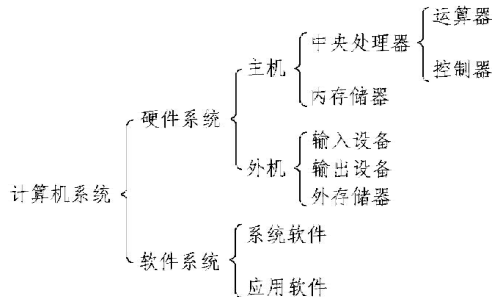 运算器
中央处理器
控制器
主机
内存储器
硬件系统
输入设备
外机
输出设备
外存储器
计算机系统
系统软件
软件系统
应用软件